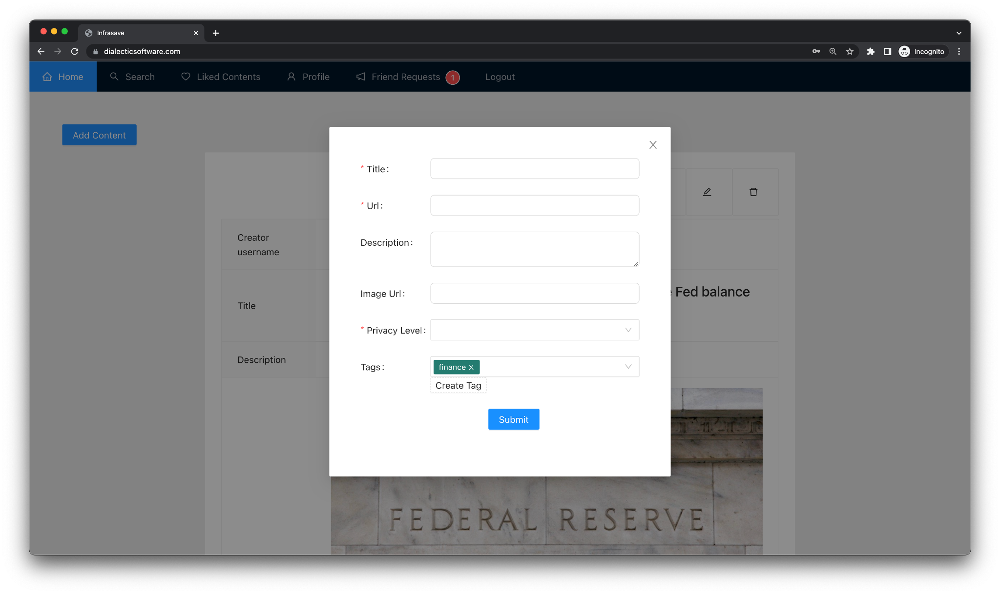 Infrasave
dialecticsoftware.com
Incognito
Home
Search
Liked Contents
Profile
Friend Requests 1
Logout
Add Content
* Title:
* Url:
Description:
Image Url:
* Privacy Level:
Tags:
finance X
Create Tag
Submit
Creator
username
Title
Fed balance
Description
FEDERAL RESERVE